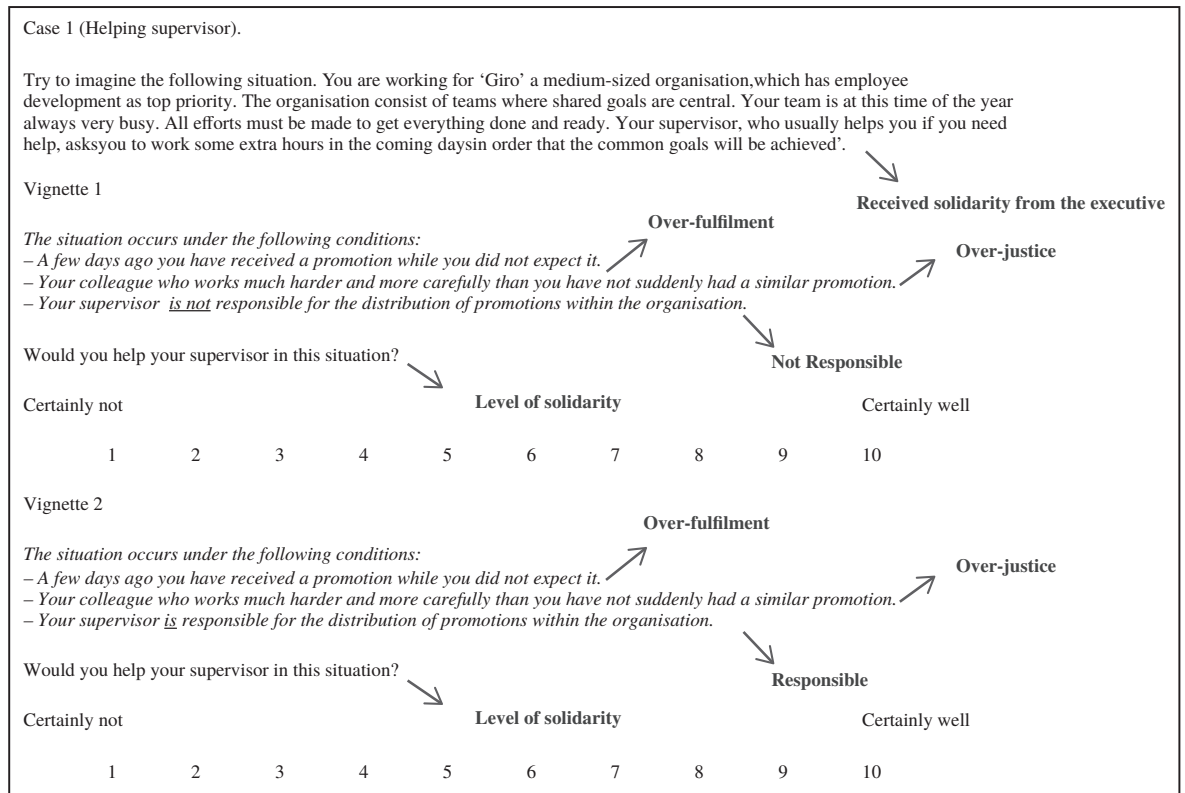 Case 1 (Helping supervisor).
Try to imagine the following situation. You are working for ‘Giro’ a medium-sized organisation,which has employee
development as top priority. The organisation consist of teams where shared goals are central. Your team is at this time of the year
always very busy. All efforts must be made to get everything done and ready. Your supervisor, who usually helps you if you need
help, asksyou to work some extra hours in the coming daysin order that the common goals will be achieved’.
Vignette 1
Received solidarity from the executive
Over-fulfilment
The situation occurs under the following conditions:
Over-justice
– A few days ago you have received a promotion while you did not expect it.
– Your colleague who works much harder and more carefully than you have not suddenly had a similar promotion.
– Your supervisor is not responsible for the distribution of promotions within the organisation.
Would you help your supervisor in this situation?
Not Responsible
Certainly not Level of solidarity Certainly well
1 2 3 4 5 6 7 8 9 10
Vignette 2
Over-fulfilment
The situation occurs under the following conditions:
Over-justice
– A few days ago you have received a promotion while you did not expect it.
– Your colleague who works much harder and more carefully than you have not suddenly had a similar promotion.
– Your supervisor is responsible for the distribution of promotions within the organisation.
Would you help your supervisor in this situation?
Responsible
Certainly not Level of solidarity Certainly well
1 2 3 4 5 6 7 8 9 10